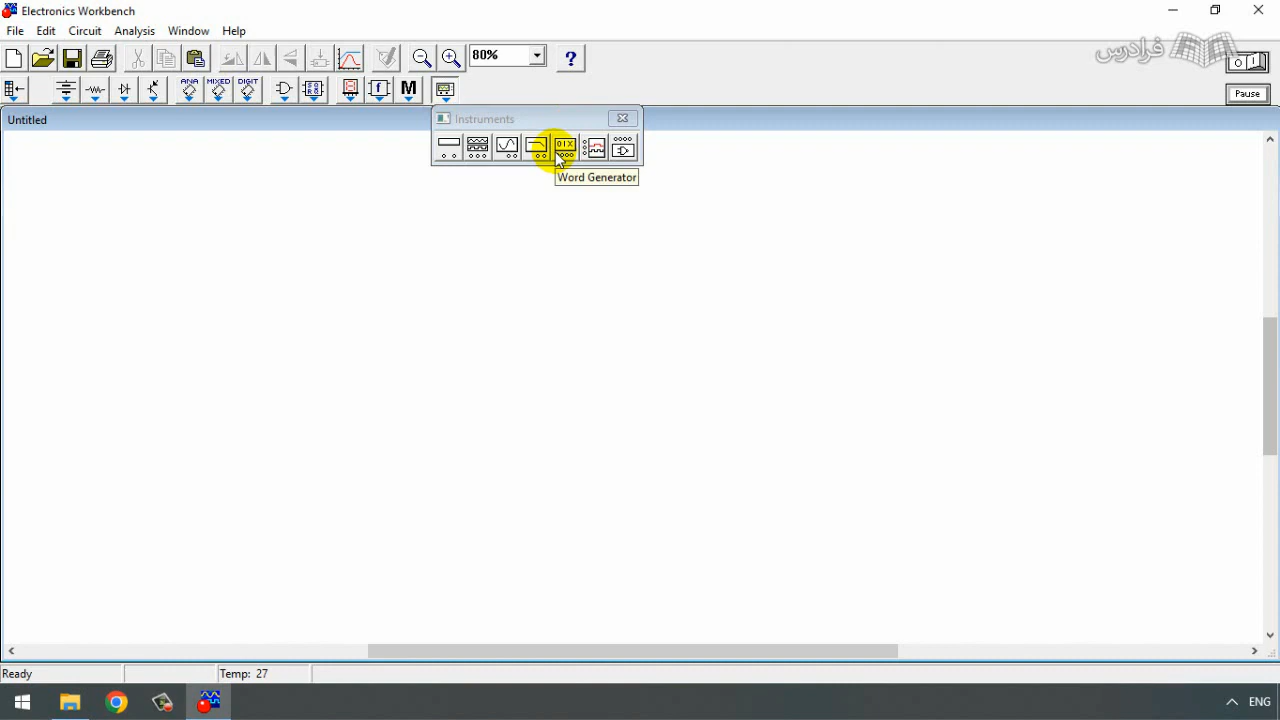 Electronics Workbench
File Edit Circuit Analysis Window Help
فرادرس
80%
?
ANA MIXED DIGIT
f M
Pause
Untitled
Instruments
01X
Word Generator
Ready
Temp: 27
ENG